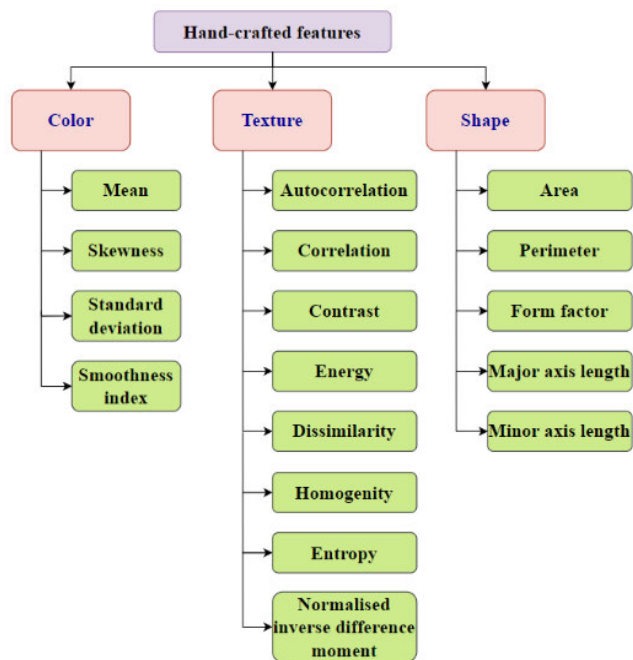 Hand-crafted features
Color
Mean
Skewness
Standard
deviation
Smoothness
index
Texture
Autocorrelation
Correlation
Contrast
Energy
Dissimilarity
Homogenity
Entropy
Normalised
inverse difference
moment
Shape
Area
Perimeter
Form factor
Major axis length
Minor axis length